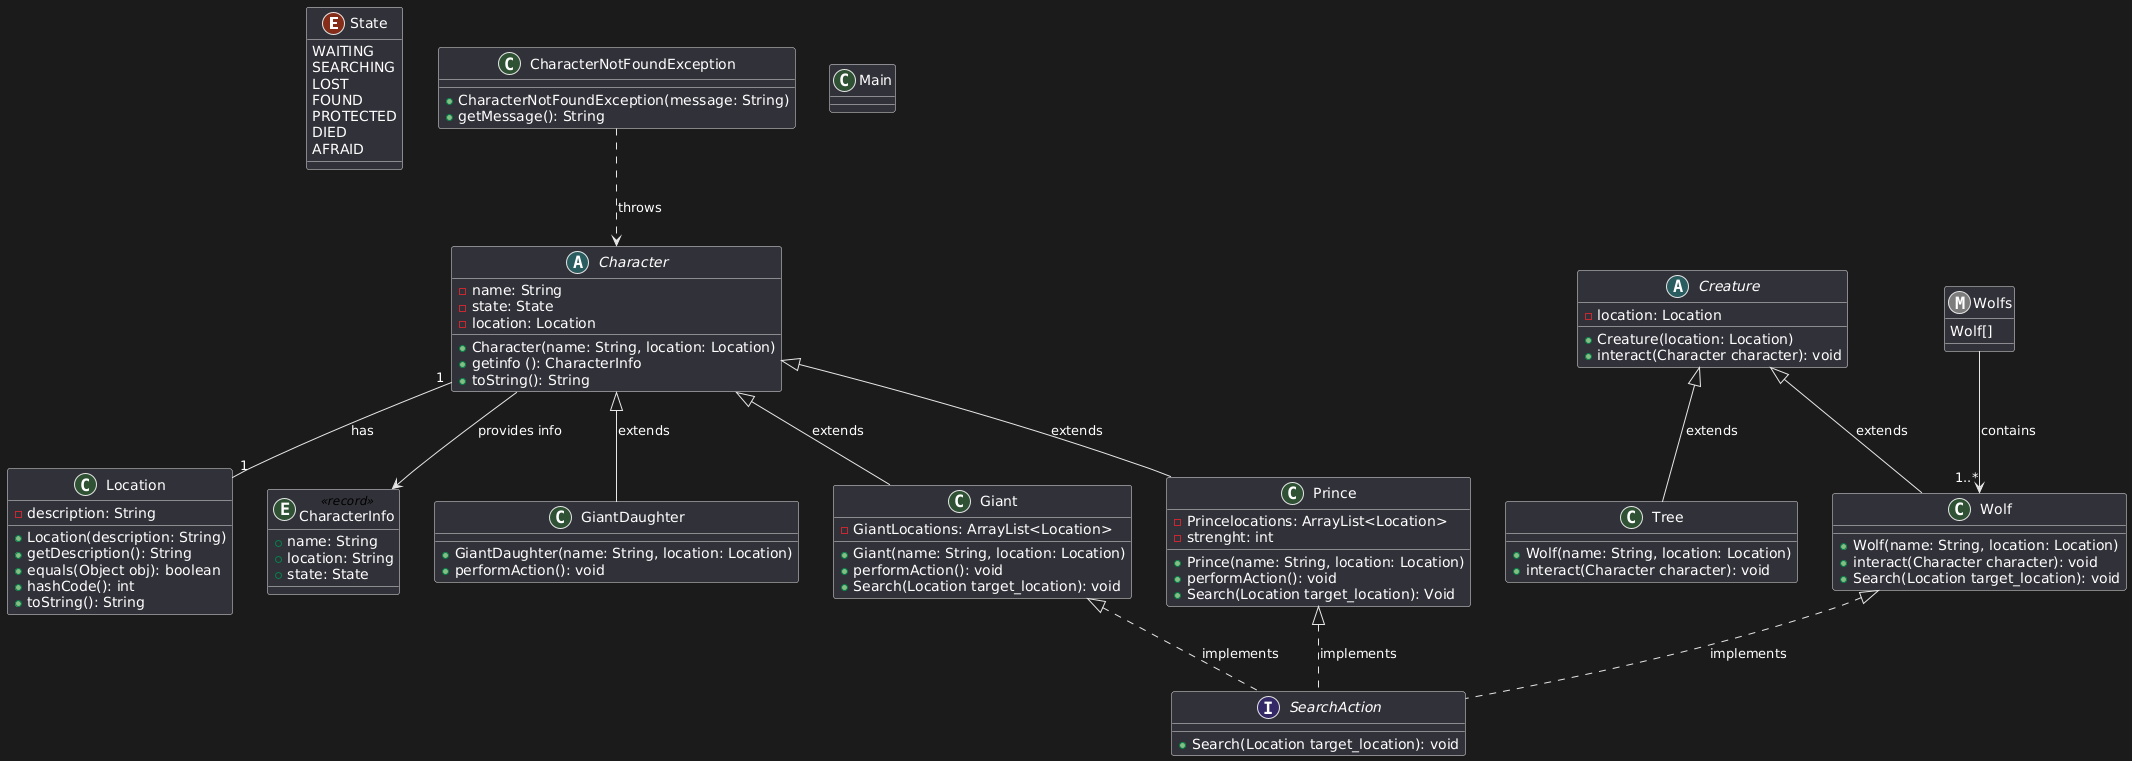 E State
WAITING
SEARCHING
LOST
FOUND
PROTECTED
DIED
AFRAID
C CharacterNotFoundException
CharacterNotFoundException(message: String)
getMessage(): String
C Main
throws
A Character
name: String
state: State
location: Location
Character(name: String, location: Location)
getinfo (): CharacterInfo
toString(): String
A Creature
location: Location
Creature(location: Location)
interact(Character character): void
M Wolfs
Wolf[]
1
has
1
provides info
extends
extends
extends
extends
extends
contains
1..*
C Location
description: String
Location(description: String)
getDescription(): String
equals(Object obj): boolean
hashCode(): int
toString(): String
«record»
E CharacterInfo
name: String
location: String
state: State
C GiantDaughter
GiantDaughter(name: String, location: Location)
performAction(): void
C Giant
GiantLocations: ArrayList<Location>
Giant(name: String, location: Location)
performAction(): void
Search(Location target_location): void
C Prince
Princelocations: ArrayList<Location>
strenght: int
Prince(name: String, location: Location)
performAction(): void
Search(Location target_location): Void
C Tree
Wolf(name: String, location: Location)
interact(Character character): void
C Wolf
Wolf(name: String, location: Location)
interact(Character character): void
Search(Location target_location): void
implements
implements
implements
I SearchAction
Search(Location target_location): void